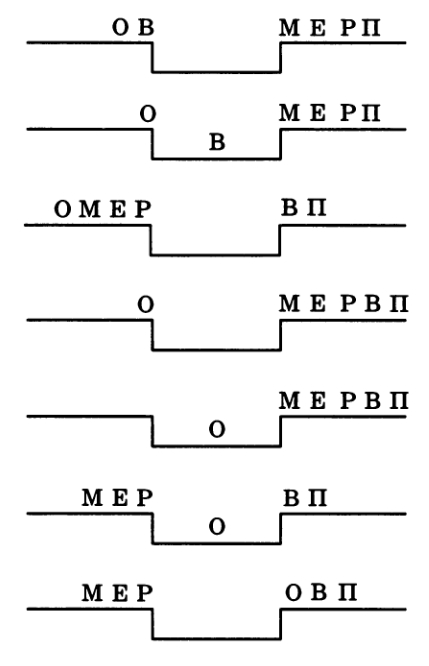 О В М Е Р П
О М Е Р П
В
О М Е Р В П
О М Е Р В П
М Е Р В П
О
М Е Р В П
О
М Е Р О В П